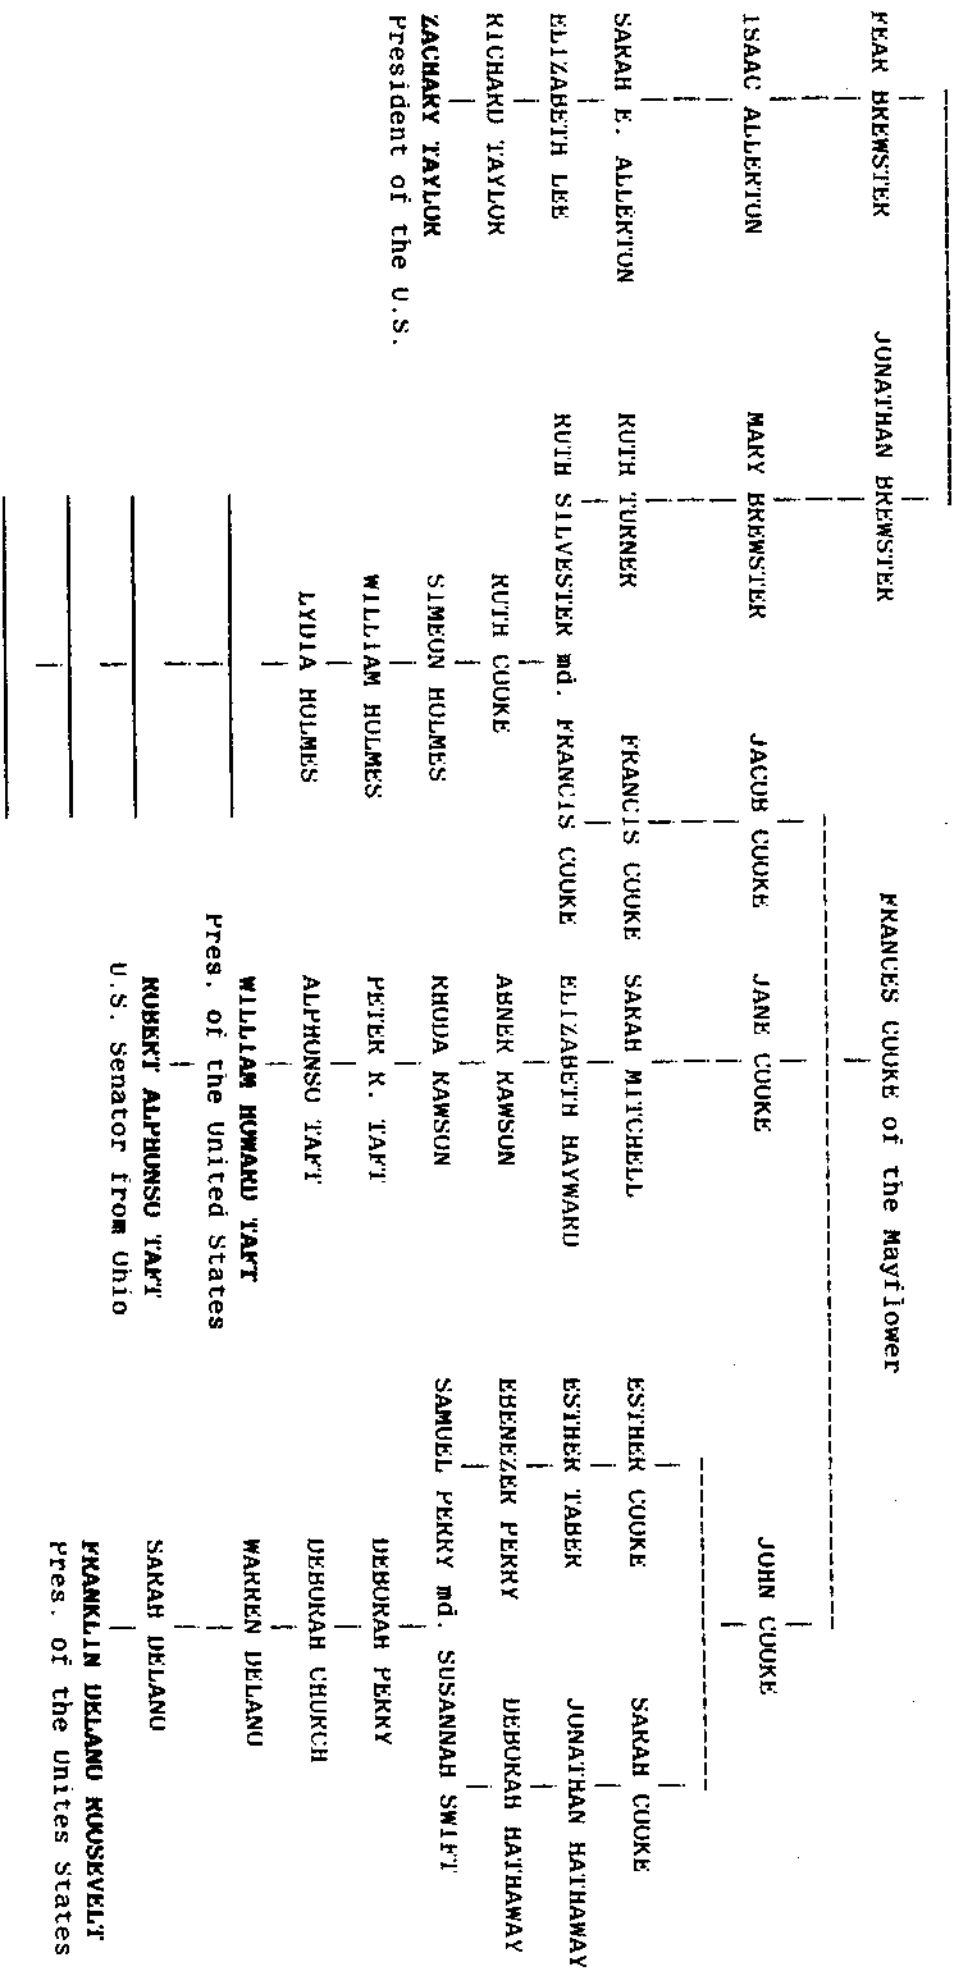 FEAR BREWSTER JONATHAN BREWSTER FRANCES COOKE of the Mayflower
ISAAC ALLERTON MARY BREWSTER JACOB COOKE JANE COOKE JOHN COOKE
SARAH E. ALLERTON RUTH TURNER FRANCIS COOKE SARAH MITCHELL ESTHER COOKE SARAH COOKE
ELIZABETH LEE RUTH SILVESTER md. FRANCIS COOKE ELIZABETH HAYWARD ESTHER TABER JONATHAN HATHAWAY
RICHARD TAYLOR RUTH COOKE ABNER RAWSON EBENEZER PERRY DEBORAH HATHAWAY
ZACHARY TAYLOR SIMEON HOLMES RHODA RAWSON SAMUEL PERRY md. SUSANNAH SWIFT
President of the U.S.
WILLIAM HOLMES PETER R. TAFT DEBORAH PERRY
LYDIA HOLMES ALPHONSO TAFT DEBORAH CHURCH
WILLIAM HOWARD TAFT WARREN DELANO
Pres. of the United States
ROBERT ALPHONSO TAFT SARAH DELANO
U.S. Senator from Ohio
FRANKLIN DELANO ROOSEVELT
Pres. of the Unites States